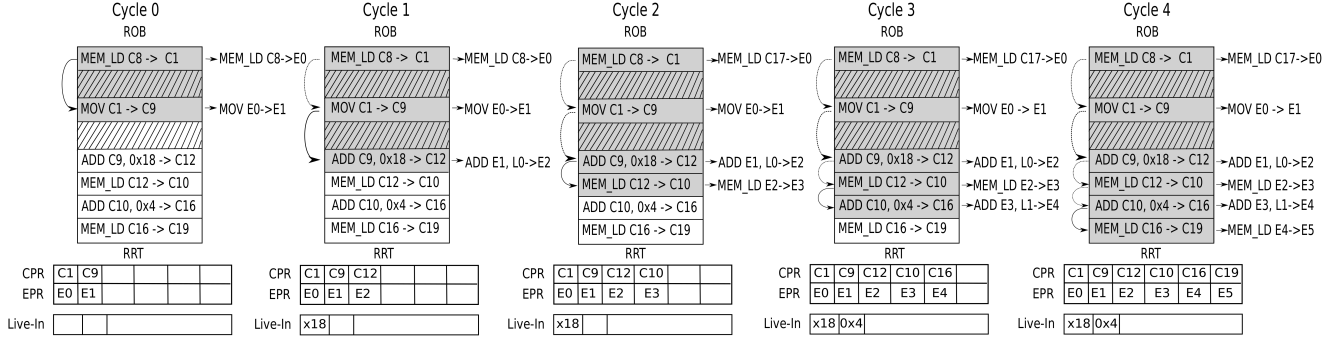 Cycle 0 Cycle 1 Cycle 2 Cycle 3 Cycle 4
ROB ROB ROB ROB ROB
MEM_LD C8 -> C1 MEM_LD C8->E0 MEM_LD C8 -> C1 MEM_LD C8->E0 MEM_LD C8 -> C1 MEM_LD C17->E0 MEM_LD C8 -> C1 MEM_LD C17->E0 MEM_LD C8 -> C1 MEM_LD C17->E0
MOV C1 -> C9 MOV E0->E1 MOV C1 -> C9 MOV E0->E1 MOV C1 -> C9 MOV E0->E1 MOV C1 -> C9 MOV E0 -> E1 MOV C1 -> C9 MOV E0 -> E1
ADD C9, 0x18 -> C12 ADD C9, 0x18 -> C12 ADD E1, L0->E2 ADD C9, 0x18 -> C12 ADD E1, L0->E2 ADD C9, 0x18 -> C12 ADD E1, L0->E2 ADD C9, 0x18 -> C12 ADD E1, L0->E2
MEM_LD C12 -> C10 MEM_LD C12 -> C10 MEM_LD C12 -> C10 MEM_LD E2->E3 MEM_LD C12 -> C10 MEM_LD E2->E3 MEM_LD C12 -> C10 MEM_LD E2->E3
ADD C10, 0x4 -> C16 ADD C10, 0x4 -> C16 ADD C10, 0x4 -> C16 ADD C10, 0x4 -> C16 ADD E3, L1->E4 ADD C10, 0x4 -> C16 ADD E3, L1->E4
MEM_LD C16 -> C19 MEM_LD C16 -> C19 MEM_LD C16 -> C19 MEM_LD C16 -> C19 MEM_LD C16 -> C19 MEM_LD E4->E5
RRT RRT RRT RRT RRT
CPR C1 C9 CPR C1 C9 C12 CPR C1 C9 C12 C10 CPR C1 C9 C12 C10 C16 CPR C1 C9 C12 C10 C16 C19
EPR E0 E1 EPR E0 E1 E2 EPR E0 E1 E2 E3 EPR E0 E1 E2 E3 E4 EPR E0 E1 E2 E3 E4 E5
Live-In Live-In x18 Live-In x18 Live-In x18 0x4 Live-In x18 0x4